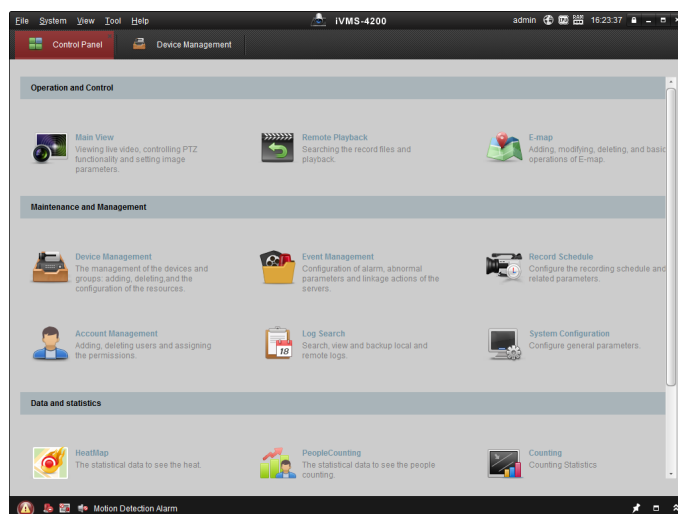 File System View Tool Help iVMS-4200 admin 16:23:37
Control Panel Device Management
Operation and Control
Main View
Viewing live video, controlling PTZ
functionality and setting image
parameters.
Remote Playback
Searching the record files and
playback.
E-map
Adding, modifying, deleting, and basic
operations of E-map.
Maintenance and Management
Device Management
The management of the devices and
groups: adding, deleting,and the
configuration of the resources.
Event Management
Configuration of alarm, abnormal
parameters and linkage actions of the
servers.
Record Schedule
Configure the recording schedule and
related parameters.
Account Management
Adding, deleting users and assigning
the permissions.
18
Log Search
Search, view and backup local and
remote logs.
System Configuration
Configure general parameters.
Data and statistics
HeatMap
The statistical data to see the heat.
PeopleCounting
The statistical data to see the people
counting.
Counting
Counting Statistics
Motion Detection Alarm